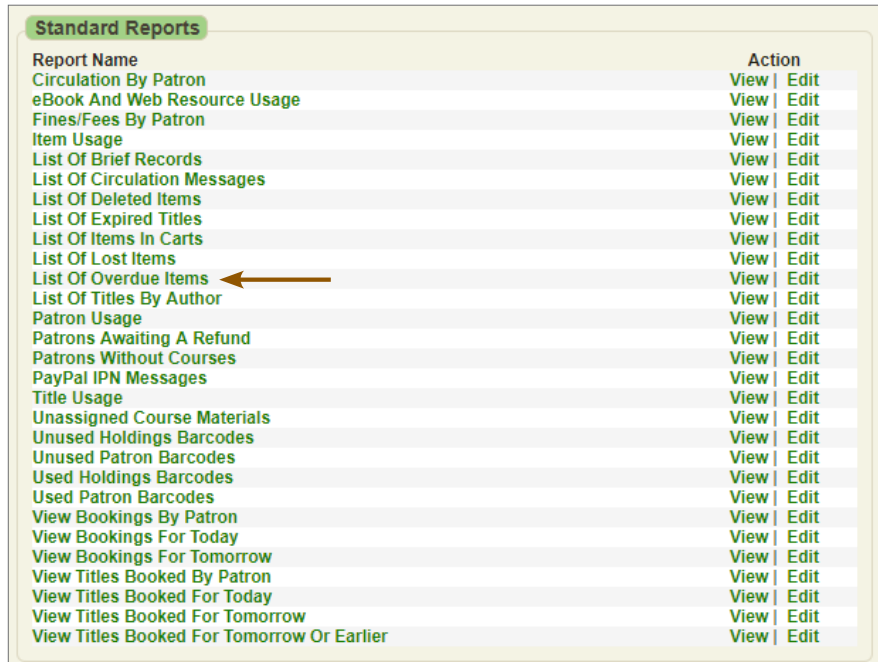 Standard Reports
Report Name Action
Circulation By Patron View | Edit
eBook And Web Resource Usage View | Edit
Fines/Fees By Patron View | Edit
Item Usage View | Edit
List Of Brief Records View | Edit
List Of Circulation Messages View | Edit
List Of Deleted Items View | Edit
List Of Expired Titles View | Edit
List Of Items In Carts View | Edit
List Of Lost Items View | Edit
List Of Overdue Items View | Edit
List Of Titles By Author View | Edit
Patron Usage View | Edit
Patrons Awaiting A Refund View | Edit
Patrons Without Courses View | Edit
PayPal IPN Messages View | Edit
Title Usage View | Edit
Unassigned Course Materials View | Edit
Unused Holdings Barcodes View | Edit
Unused Patron Barcodes View | Edit
Used Holdings Barcodes View | Edit
Used Patron Barcodes View | Edit
View Bookings By Patron View | Edit
View Bookings For Today View | Edit
View Bookings For Tomorrow View | Edit
View Titles Booked By Patron View | Edit
View Titles Booked For Today View | Edit
View Titles Booked For Tomorrow View | Edit
View Titles Booked For Tomorrow Or Earlier View | Edit